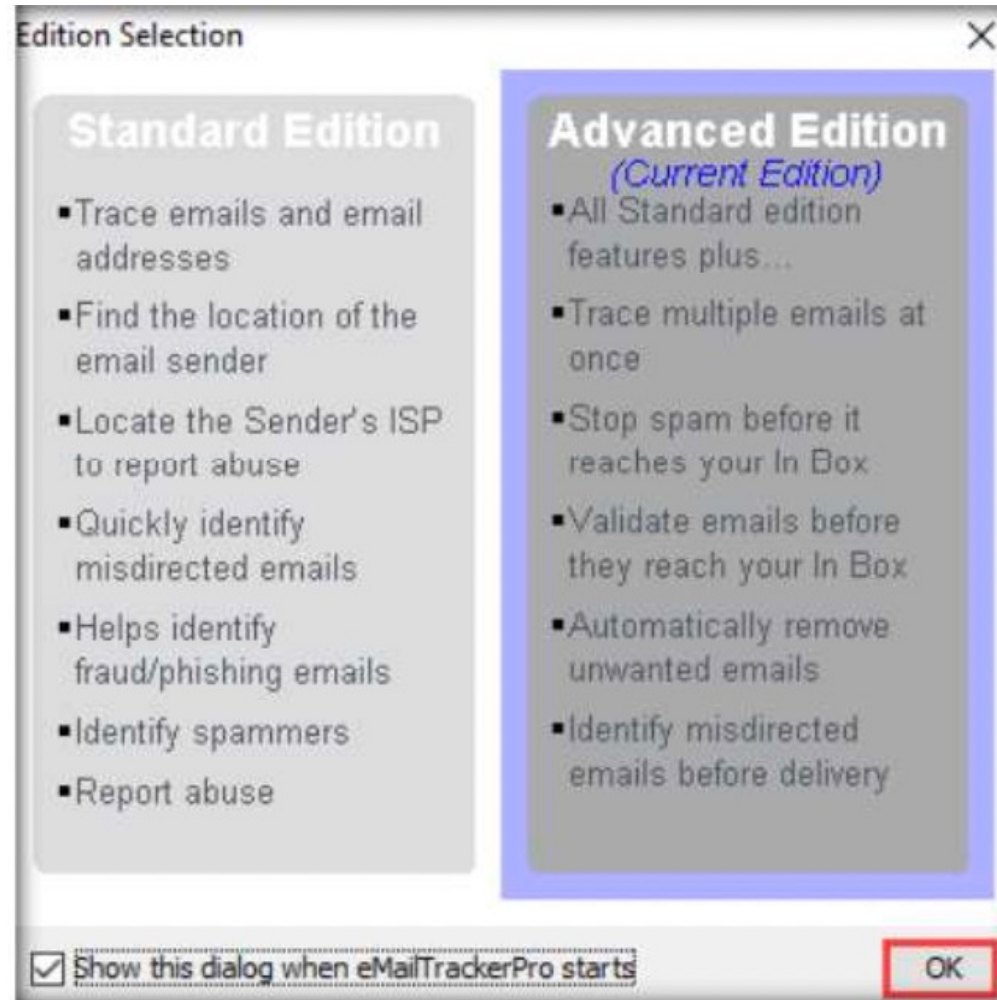 Edition Selection
Standard Edition
▪Trace emails and email
addresses
▪Find the location of the
email sender
▪Locate the Sender's ISP
to report abuse
▪Quickly identify
misdirected emails
▪Helps identify
fraud/phishing emails
▪Identify spammers
▪Report abuse
Advanced Edition
(Current Edition)
▪All Standard edition
features plus...
▪Trace multiple emails at
once
▪Stop spam before it
reaches your In Box
▪Validate emails before
they reach your In Box
▪Automatically remove
unwanted emails
▪Identify misdirected
emails before delivery
Show this dialog when eMailTrackerPro starts
OK